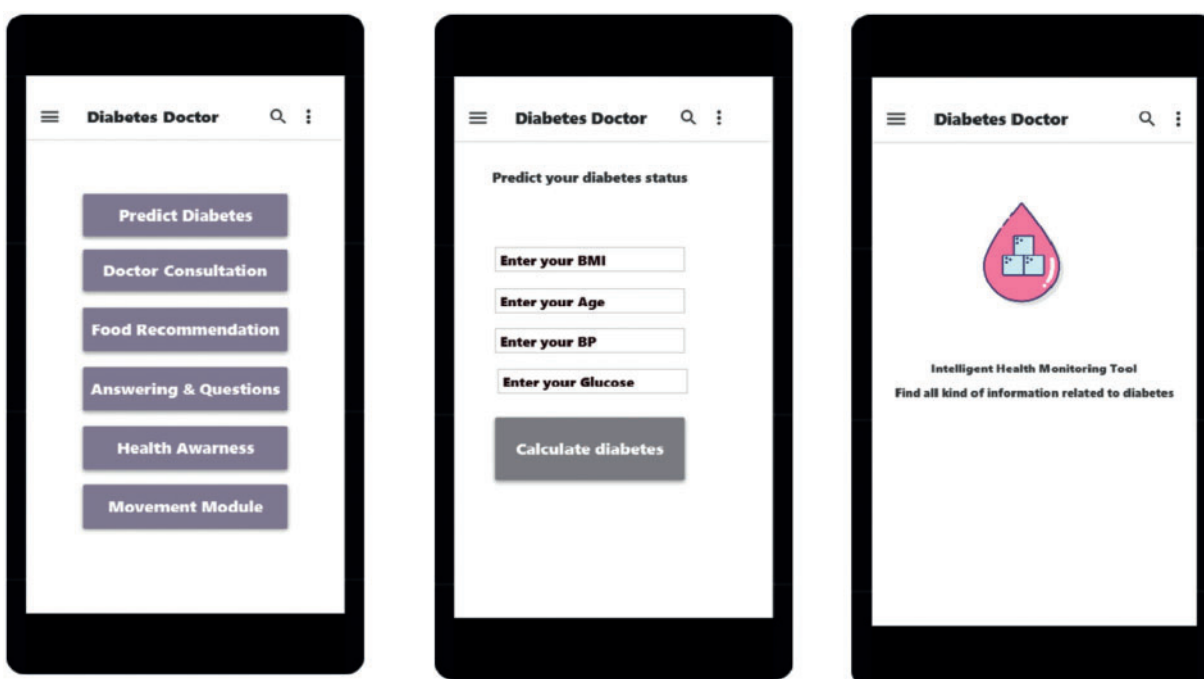 Diabetes Doctor
Predict Diabetes
Doctor Consultation
Food Recommendation
Answering & Questions
Health Awarness
Movement Module
Diabetes Doctor
Predict your diabetes status
Enter your BMI
Enter your Age
Enter your BP
Enter your Glucose
Calculate diabetes
Diabetes Doctor
Intelligent Health Monitoring Tool
Find all kind of information related to diabetes